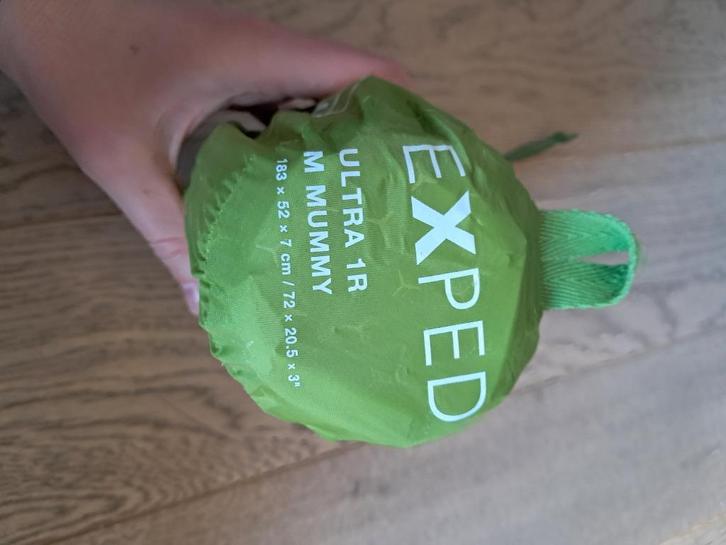 EXPED
ULTRA 1R
M MUMMY
183 x 52 x 7 cm / 72 x 20.5 x 3"